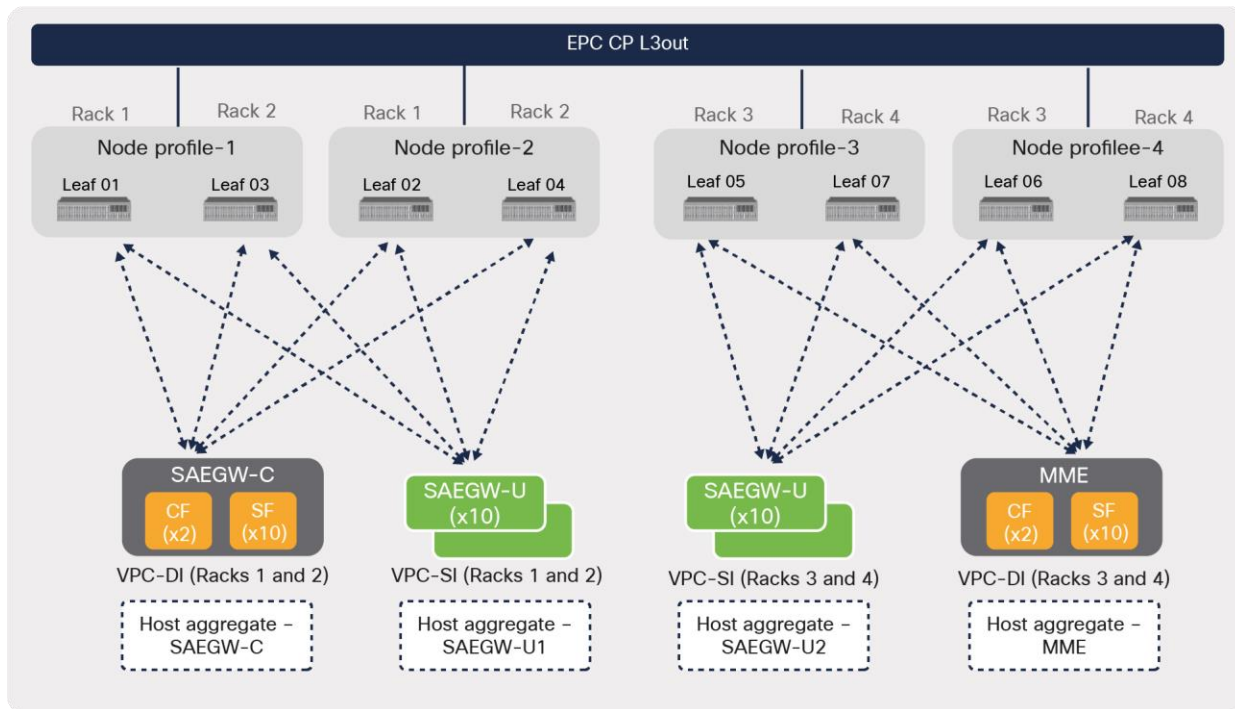 EPC CP L3out
Rack 1
Rack 2
Rack 1
Rack 2
Rack 3
Rack 4
Rack 3
Rack 4
Node profile-1
Node profile-2
Node profile-3
Node profilee-4
Leaf 01
Leaf 03
Leaf 02
Leaf 04
Leaf 05
Leaf 07
Leaf 06
Leaf 08
SAEGW-C
CF
(x2)
SF
(x10)
SAEGW-U
(x10)
SAEGW-U
(x10)
MME
CF
(x2)
SF
(x10)
VPC-DI (Racks 1 and 2)
VPC-SI (Racks 1 and 2)
VPC-SI (Racks 3 and 4)
VPC-DI (Racks 3 and 4)
Host aggregate –
SAEGW-C
Host aggregate –
SAEGW-U1
Host aggregate –
SAEGW-U2
Host aggregate –
MME